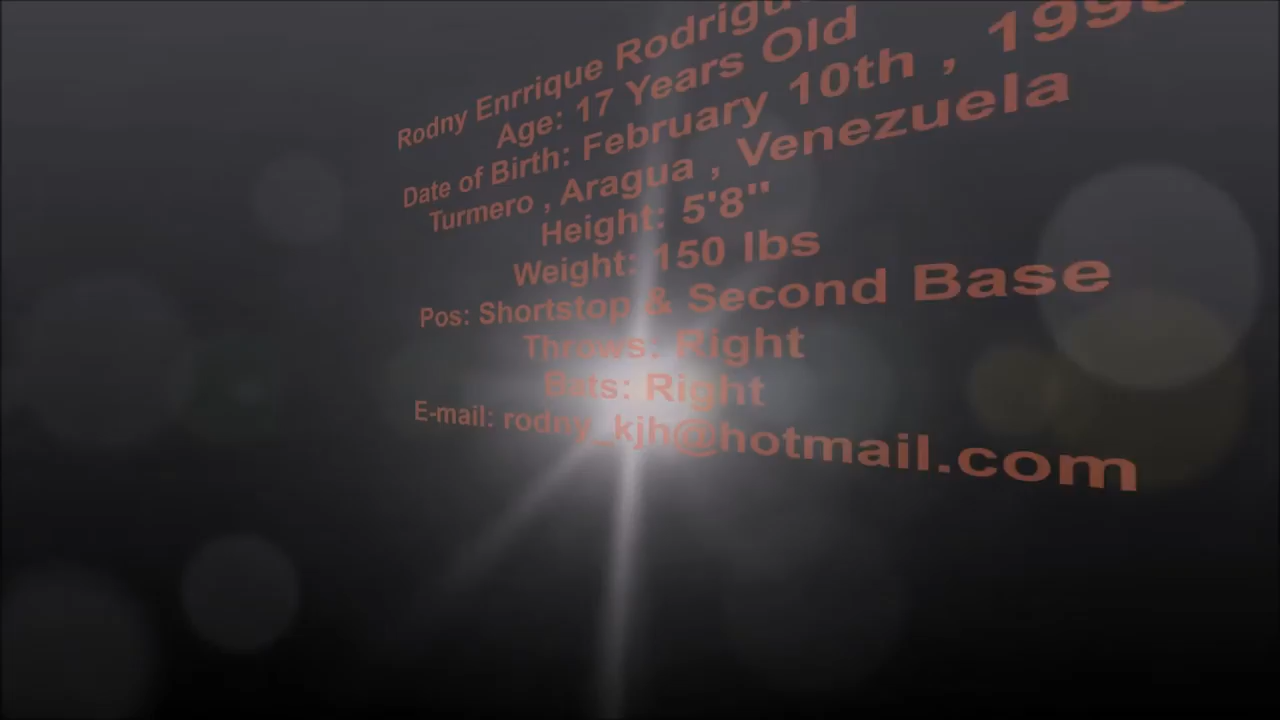 Rodny Enrrique
Age: 17 Years Old
Date of Birth: February 10th ,
Turmero , Aragua , Venezuela
Height: 5'8''
Weight: 150 lbs
Pos: Shortstop & Second Base
Throws: Right
Bats: Right
E-mail: rodny_kjh@hotmail.com